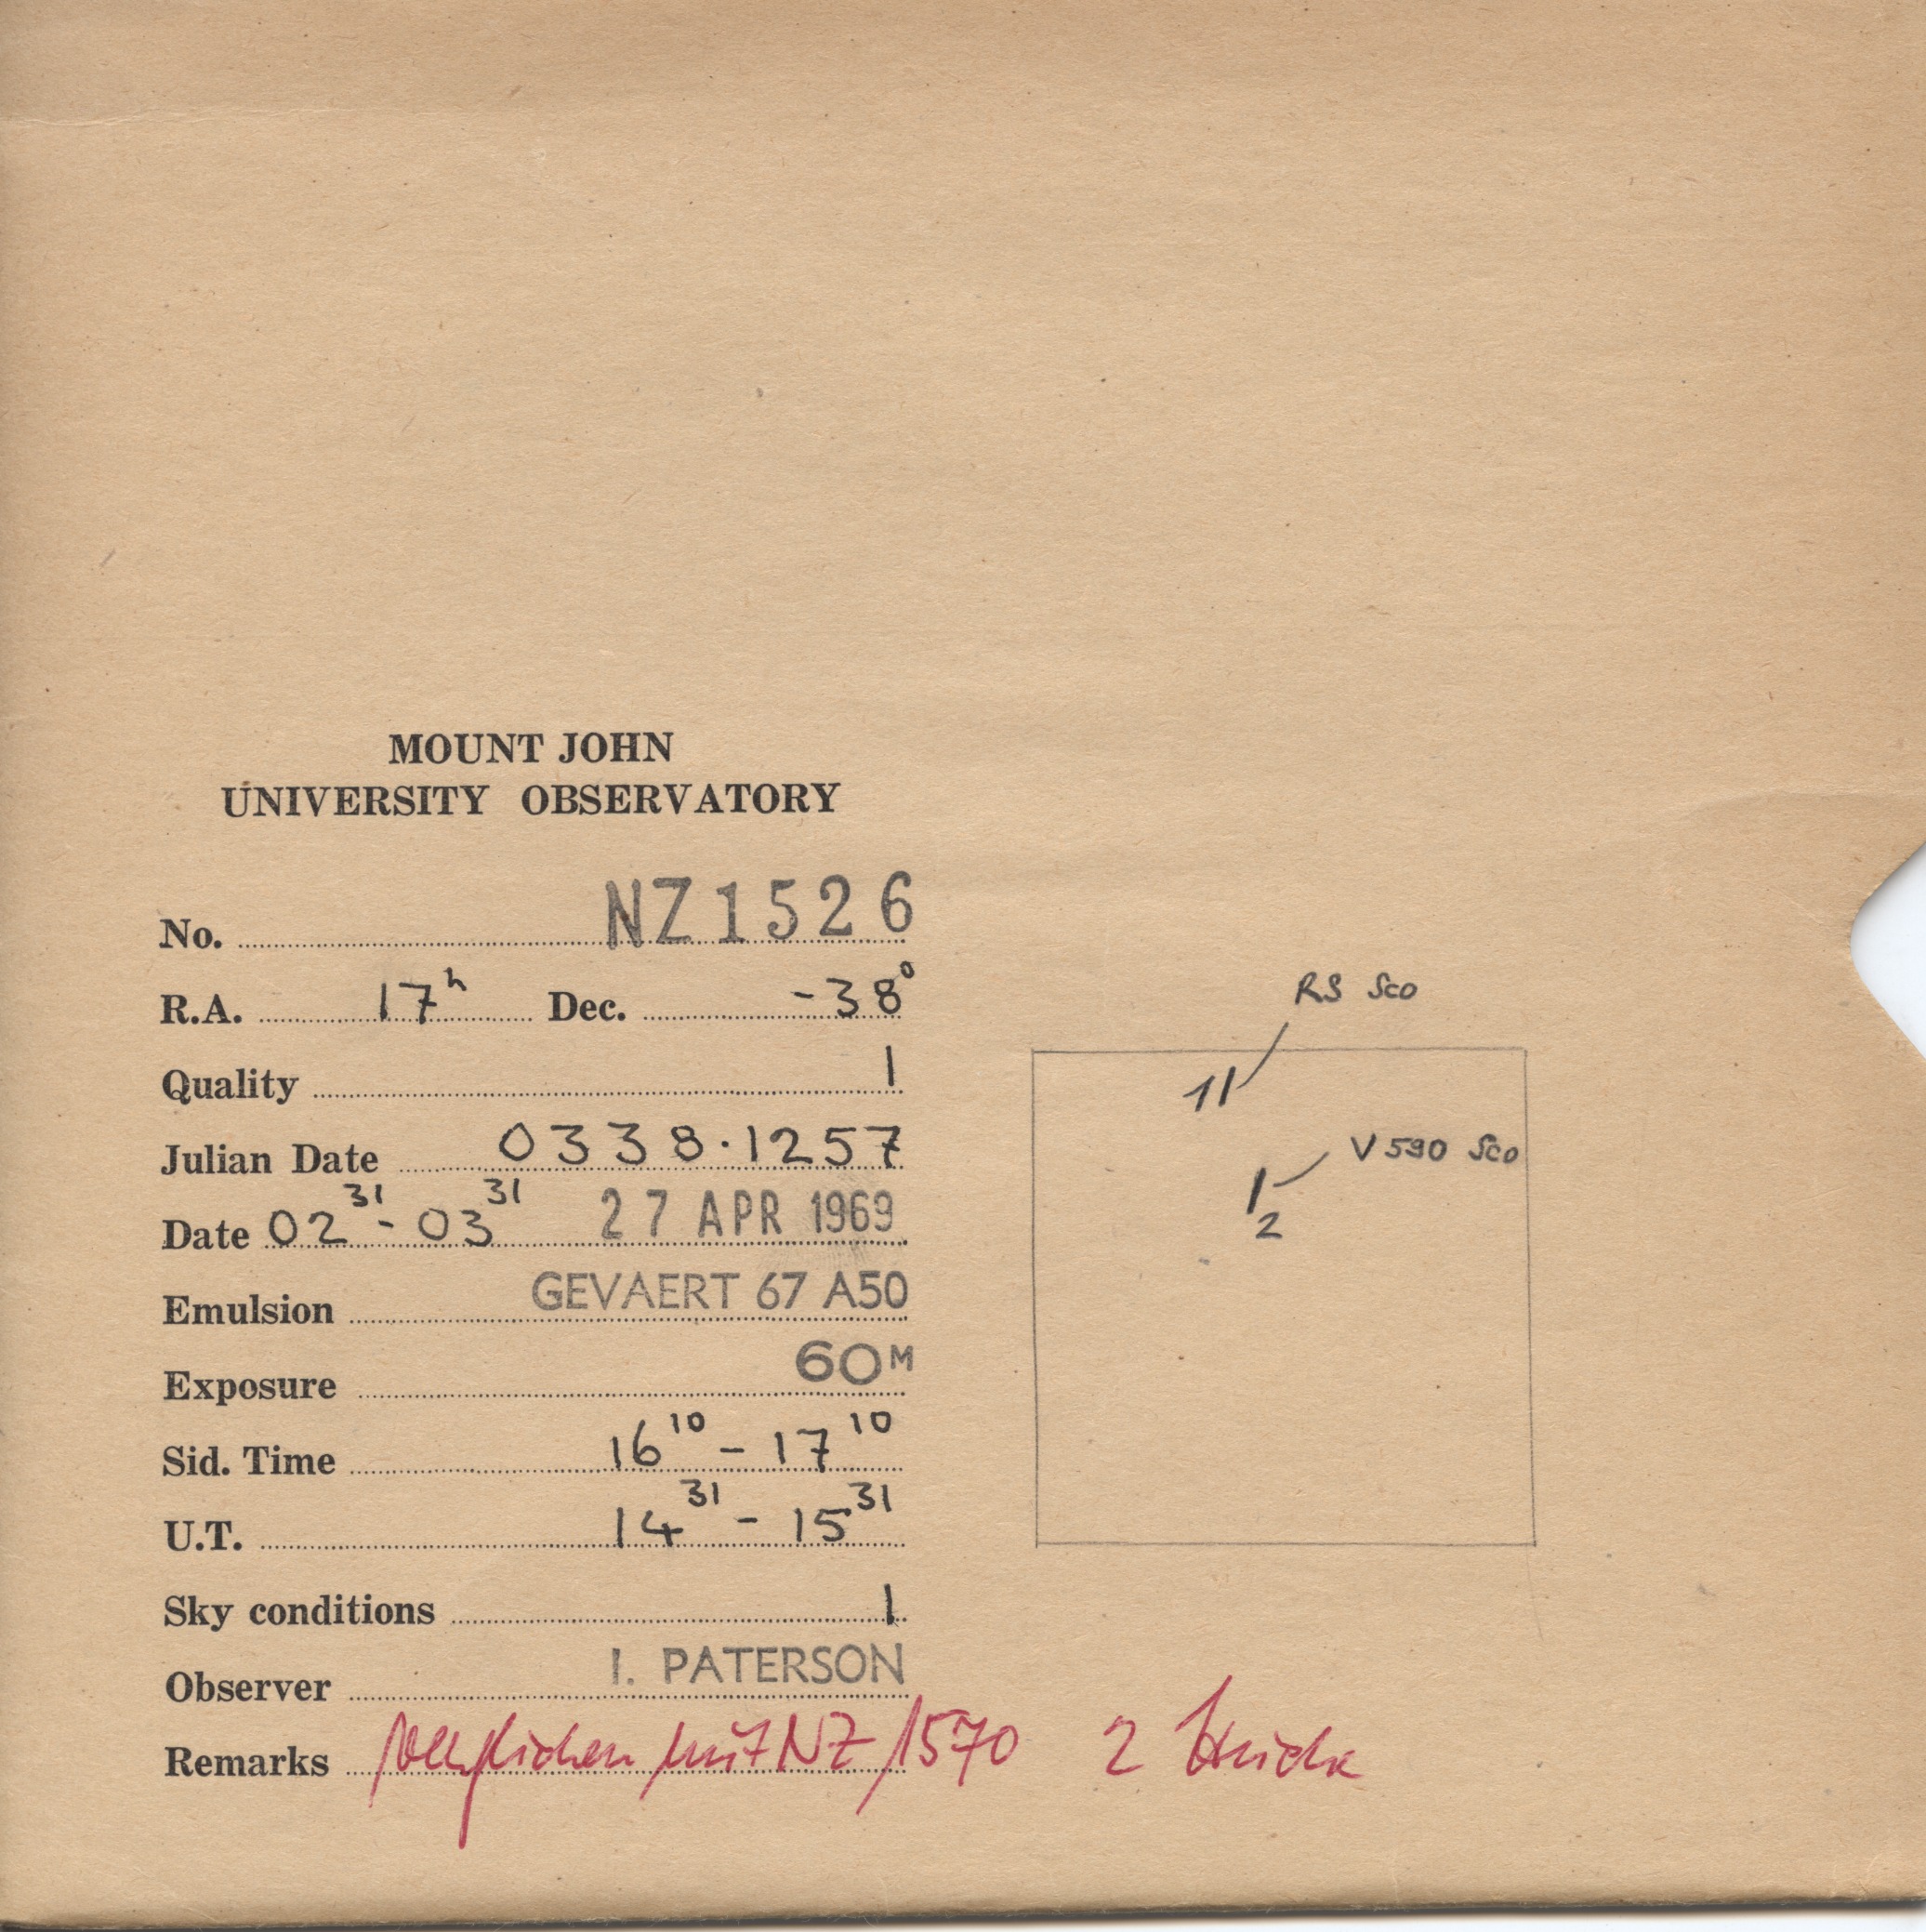 MOUNT JOHN
UNIVERSITY OBSERVATORY
No. NZ1526
R.A. 17h Dec. -38°
Quality 1
Julian Date 0338.1257
Date 02 31 - 03 31 27 APR 1969
Emulsion GEVAERT 67 A50
Exposure 60M
Sid. Time 16 10 - 17 10
U.T. 14 31 - 15 31
Sky conditions 1
Observer I. PATERSON
Remarks verglichen mit NZ 1570 2 Striche
RS Sco
11
V 590 Sco
1
2